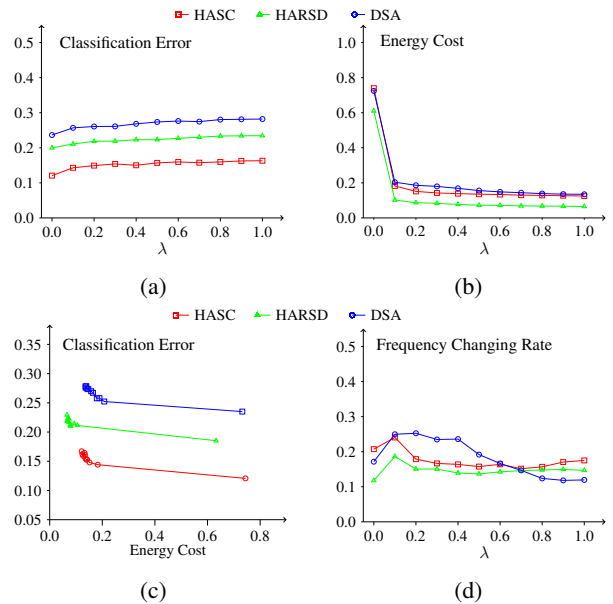 HASC HARSD DSA
Classification Error
0.5
0.4
0.3
0.2
0.1
0.0
0.0 0.2 0.4 0.6 0.8 1.0
λ
(a)
Energy Cost
1.0
0.8
0.6
0.4
0.2
0.0
0.0 0.2 0.4 0.6 0.8 1.0
λ
(b)
HASC HARSD DSA
Classification Error
0.35
0.30
0.25
0.20
0.15
0.10
0.05
0 0.2 0.4 0.6 0.8
Energy Cost
(c)
Frequency Changing Rate
0.5
0.4
0.3
0.2
0.1
0.0
0.0 0.2 0.4 0.6 0.8 1.0
λ
(d)